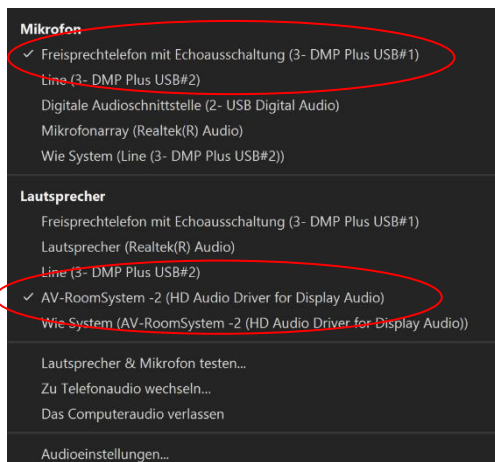 Mikrofon
✓ Freisprechtelefon mit Echoausschaltung (3- DMP Plus USB#1)
Line (3- DMP Plus USB#2)
Digitale Audioschnittstelle (2- USB Digital Audio)
Mikrofonarray (Realtek(R) Audio)
Wie System (Line (3- DMP Plus USB#2))
Lautsprecher
Freisprechtelefon mit Echoausschaltung (3- DMP Plus USB#1)
Lautsprecher (Realtek(R) Audio)
Line (3- DMP Plus USB#2)
✓ AV-RoomSystem -2 (HD Audio Driver for Display Audio)
Wie System (AV-RoomSystem -2 (HD Audio Driver for Display Audio))
Lautsprecher & Mikrofon testen...
Zu Telefonaudio wechseln...
Das Computeraudio verlassen
Audioeinstellungen...